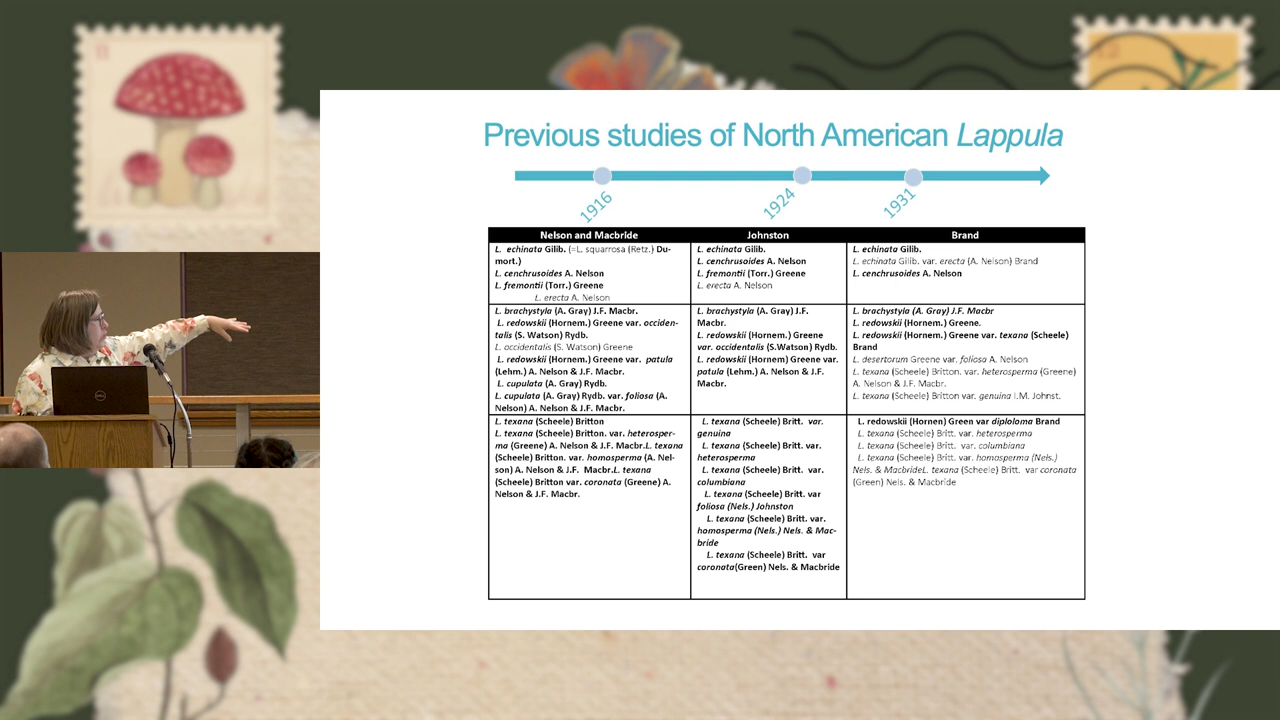 Previous studies of North American Lappula
1916
1924
1931
Nelson and Macbride
L. echinata Gilib. (=L. squarrosa (Retz.) Du-
mort.)
L. cenchrusoides A. Nelson
L. fremontii (Torr.) Greene
L. erecta A. Nelson
L. brachystyla (A. Gray) J.F. Macbr.
L. redowskii (Hornem.) Greene var. occiden-
talis (S. Watson) Rydb.
L. occidentalis (S. Watson) Greene
L. redowskii (Hornem.) Greene var. patula
(Lehm.) A. Nelson & J.F. Macbr.
L. cupulata (A. Gray) Rydb.
L. cupulata (A. Gray) Rydb. var. foliosa (A.
Nelson) A. Nelson & J.F. Macbr.
L. texana (Scheele) Britton
L. texana (Scheele) Britton. var. heterosper-
ma (Greene) A. Nelson & J.F. Macbr.L. texana
(Scheele) Britton. var. homosperma (A. Nel-
son) A. Nelson & J.F. Macbr.L. texana
(Scheele) Britton var. coronata (Greene) A.
Nelson & J.F. Macbr.
Johnston
L. echinata Gilib.
L. cenchrusoides A. Nelson
L. fremontii (Torr.) Greene
L. erecta A. Nelson
L. brachystyla (A. Gray) J.F.
Macbr.
L. redowskii (Hornem.) Greene
var. occidentalis (S.Watson) Rydb.
L. redowskii (Hornem) Greene var.
patula (Lehm.) A. Nelson & J.F.
Macbr.
L. texana (Scheele) Britt. var.
genuina
L. texana (Scheele) Britt. var.
heterosperma
L. texana (Scheele) Britt. var.
columbiana
L. texana (Scheele) Britt. var
foliosa (Nels.) Johnston
L. texana (Scheele) Britt. var.
homosperma (Nels.) Nels. & Mac-
bride
L. texana (Scheele) Britt. var
coronata(Green) Nels. & Macbride
Brand
L. echinata Gilib.
L. echinata Gilib. var. erecta (A. Nelson) Brand
L. cenchrusoides A. Nelson
L. brachystyla (A. Gray) J.F. Macbr
L. redowskii (Hornem.) Greene.
L. redowskii (Hornem.) Greene var. texana (Scheele)
Brand
L. desertorum Greene var. foliosa A. Nelson
L. texana (Scheele) Britton. var. heterosperma (Greene)
A. Nelson & J.F. Macbr.
L. texana (Scheele) Britton var. genuina I.M. Johnst.
L. redowskii (Hornen) Green var diploloma Brand
L. texana (Scheele) Britt. var. heterosperma
L. texana (Scheele) Britt. var. columbiana
L. texana (Scheele) Britt. var. homosperma (Nels.)
Nels. & MacbrideL. texana (Scheele) Britt. var coronata
(Green) Nels. & Macbride